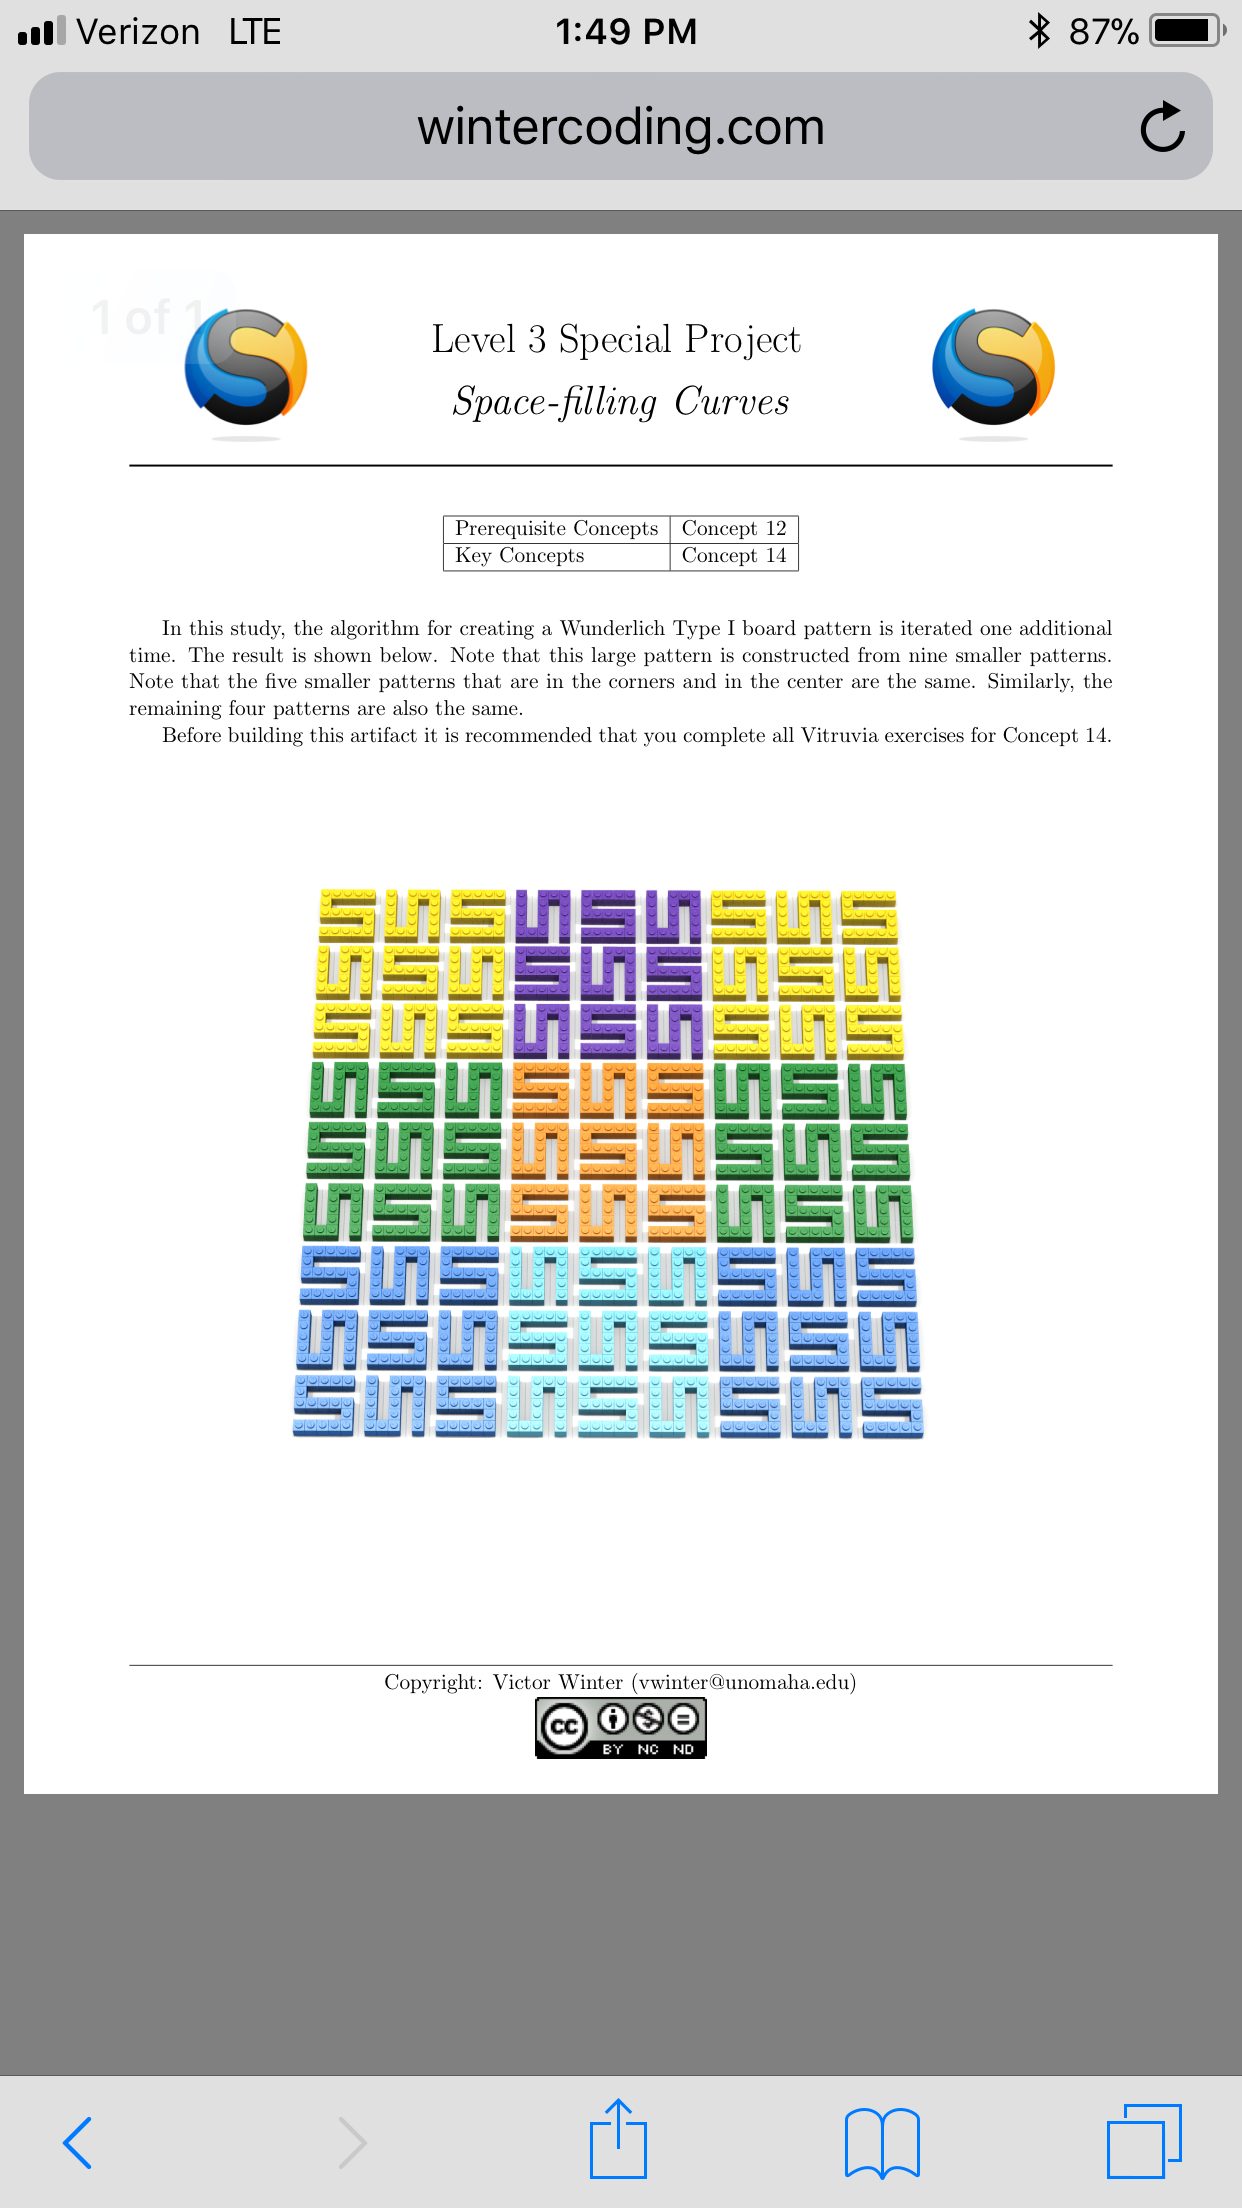 Verizon LTE 1:49 PM 87%
wintercoding.com
1 of 1
Level 3 Special Project
Space-filling Curves
Prerequisite Concepts Concept 12
Key Concepts Concept 14
In this study, the algorithm for creating a Wunderlich Type I board pattern is iterated one additional
time. The result is shown below. Note that this large pattern is constructed from nine smaller patterns.
Note that the five smaller patterns that are in the corners and in the center are the same. Similarly, the
remaining four patterns are also the same.
Before building this artifact it is recommended that you complete all Vitruvia exercises for Concept 14.
Copyright: Victor Winter (vwinter@unomaha.edu)
cc BY NC ND